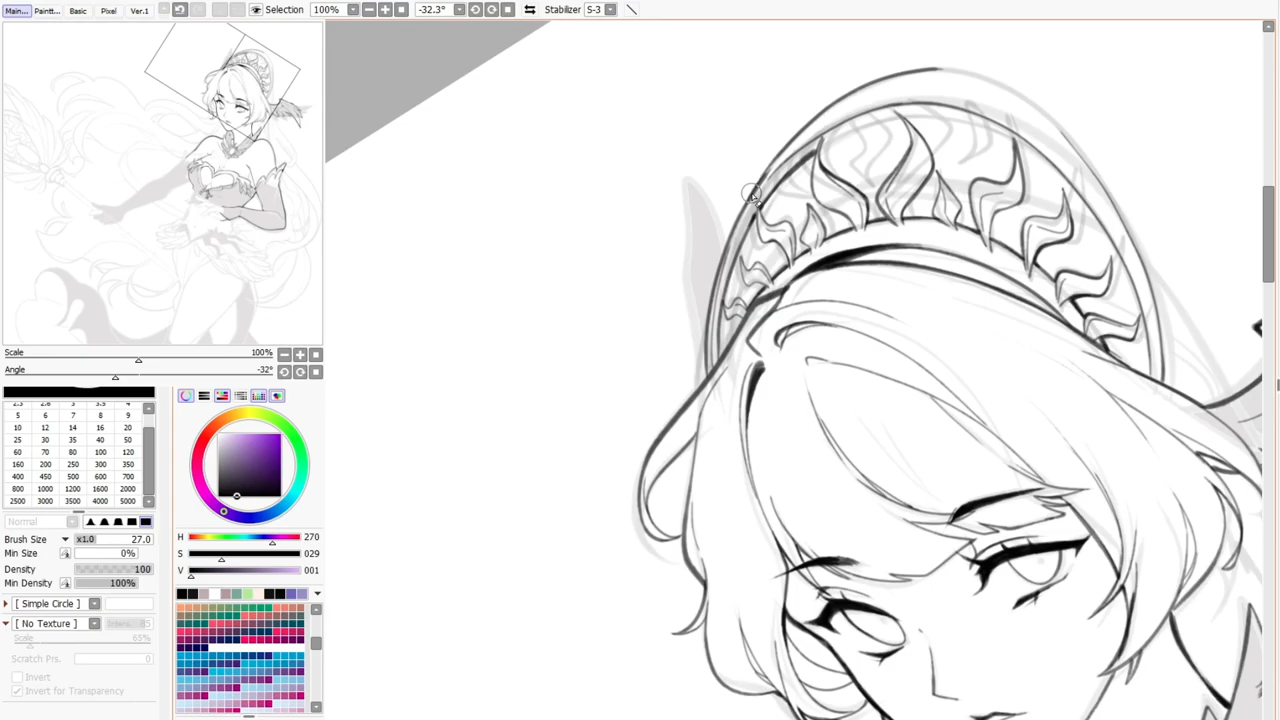 Main... Paintt... Basic Pixel Ver.1 Selection 100% -32.3° Stabilizer S-3
Scale 100%
Angle -32°
5 6 7 8 9
10 12 14 16 20
25 30 35 40 50
60 70 80 100 120
160 200 250 300 350
400 450 500 600 700
800 1000 1200 1600 2000
2500 3000 3500 4000 5000
Normal
Brush Size x1.0 27.0
Min Size 0%
Density 100
Min Density 100%
[ Simple Circle ]
[ No Texture ]
Scale 65%
Scratch Prs. 0
Invert
Invert for Transparency
H 270
S 029
V 001